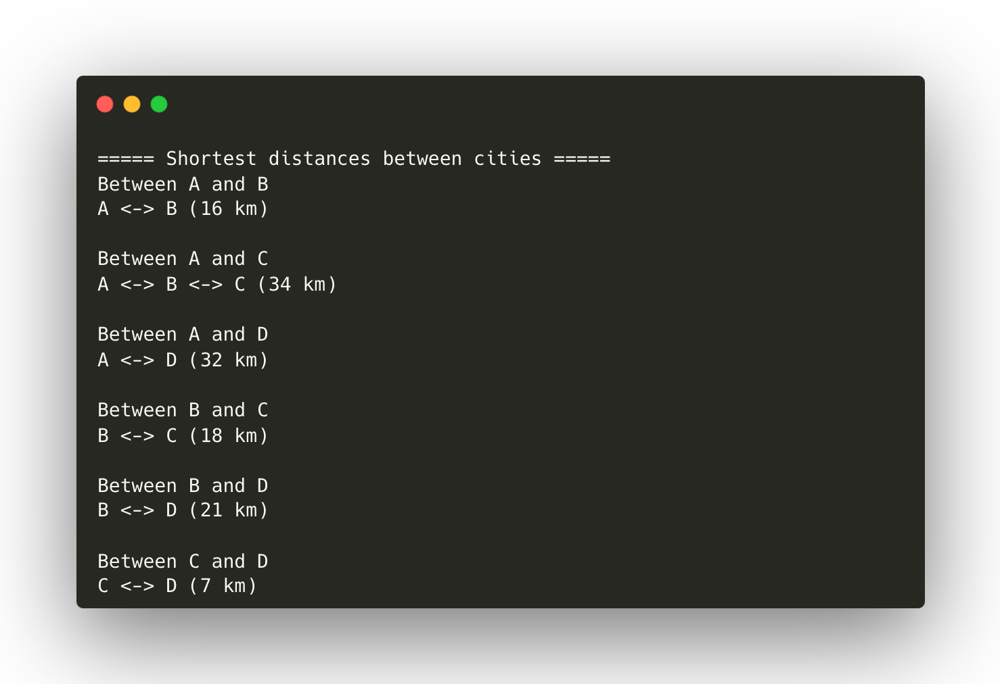 ===== Shortest distances between cities =====
Between A and B
A <-> B (16 km)

Between A and C
A <-> B <-> C (34 km)

Between A and D
A <-> D (32 km)

Between B and C
B <-> C (18 km)

Between B and D
B <-> D (21 km)

Between C and D
C <-> D (7 km)